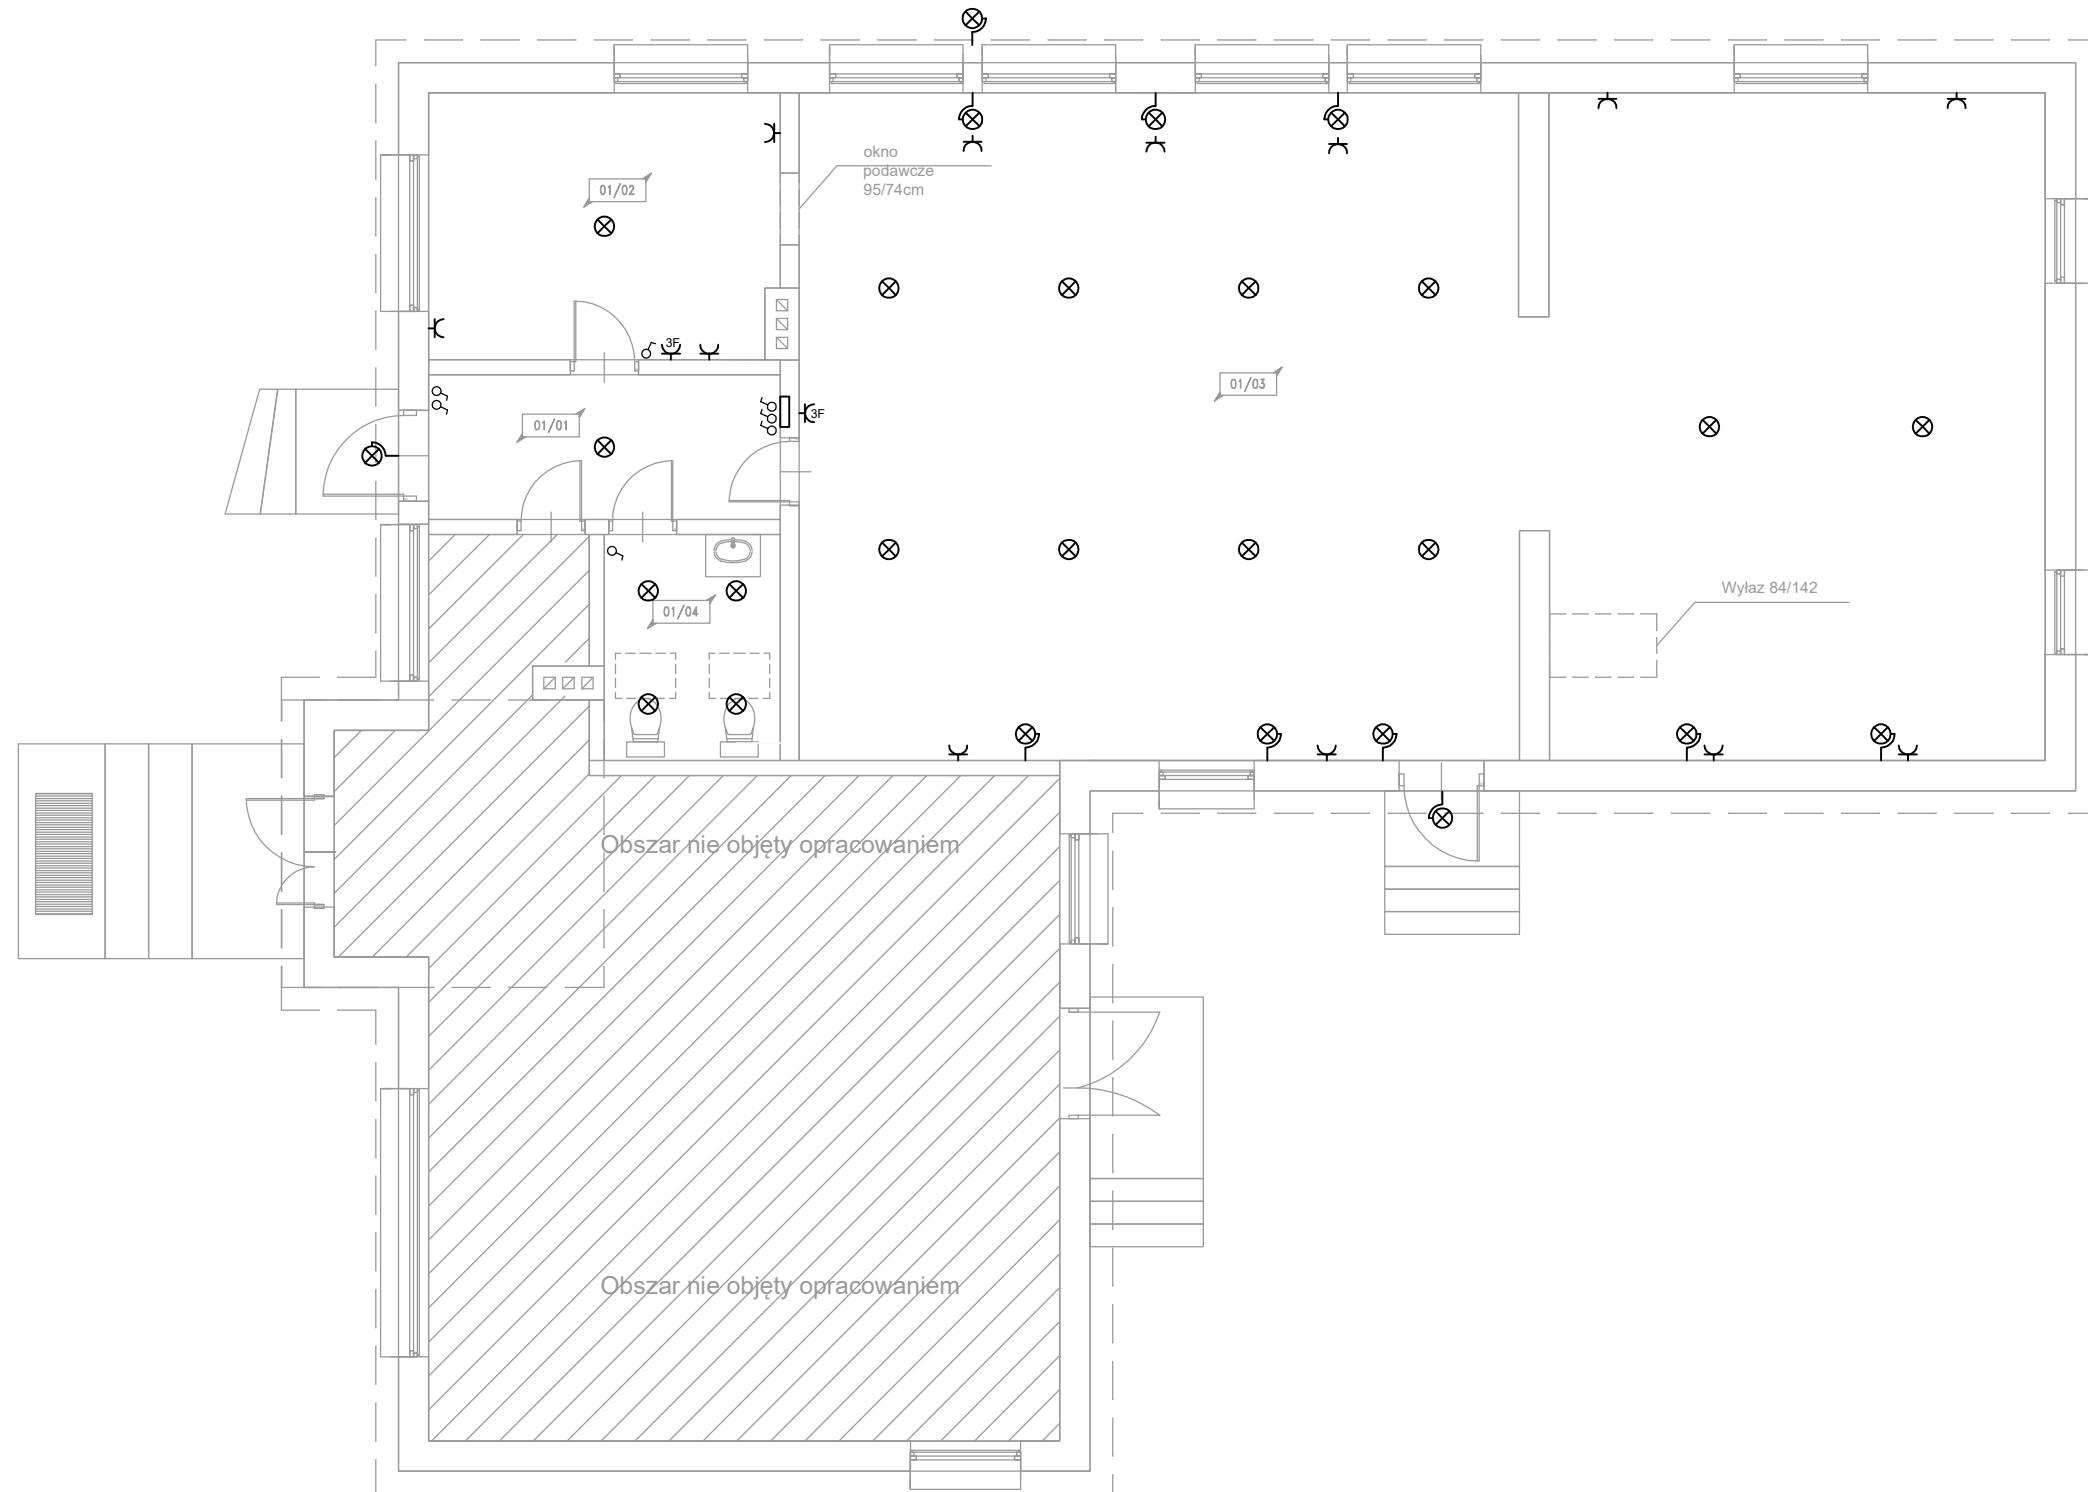 okno
podawcze
95/74cm
01/02
3F
01/03
3F
01/01
Wyłaz 84/142
01/04
Obszar nie objęty opracowaniem
Obszar nie objęty opracowaniem